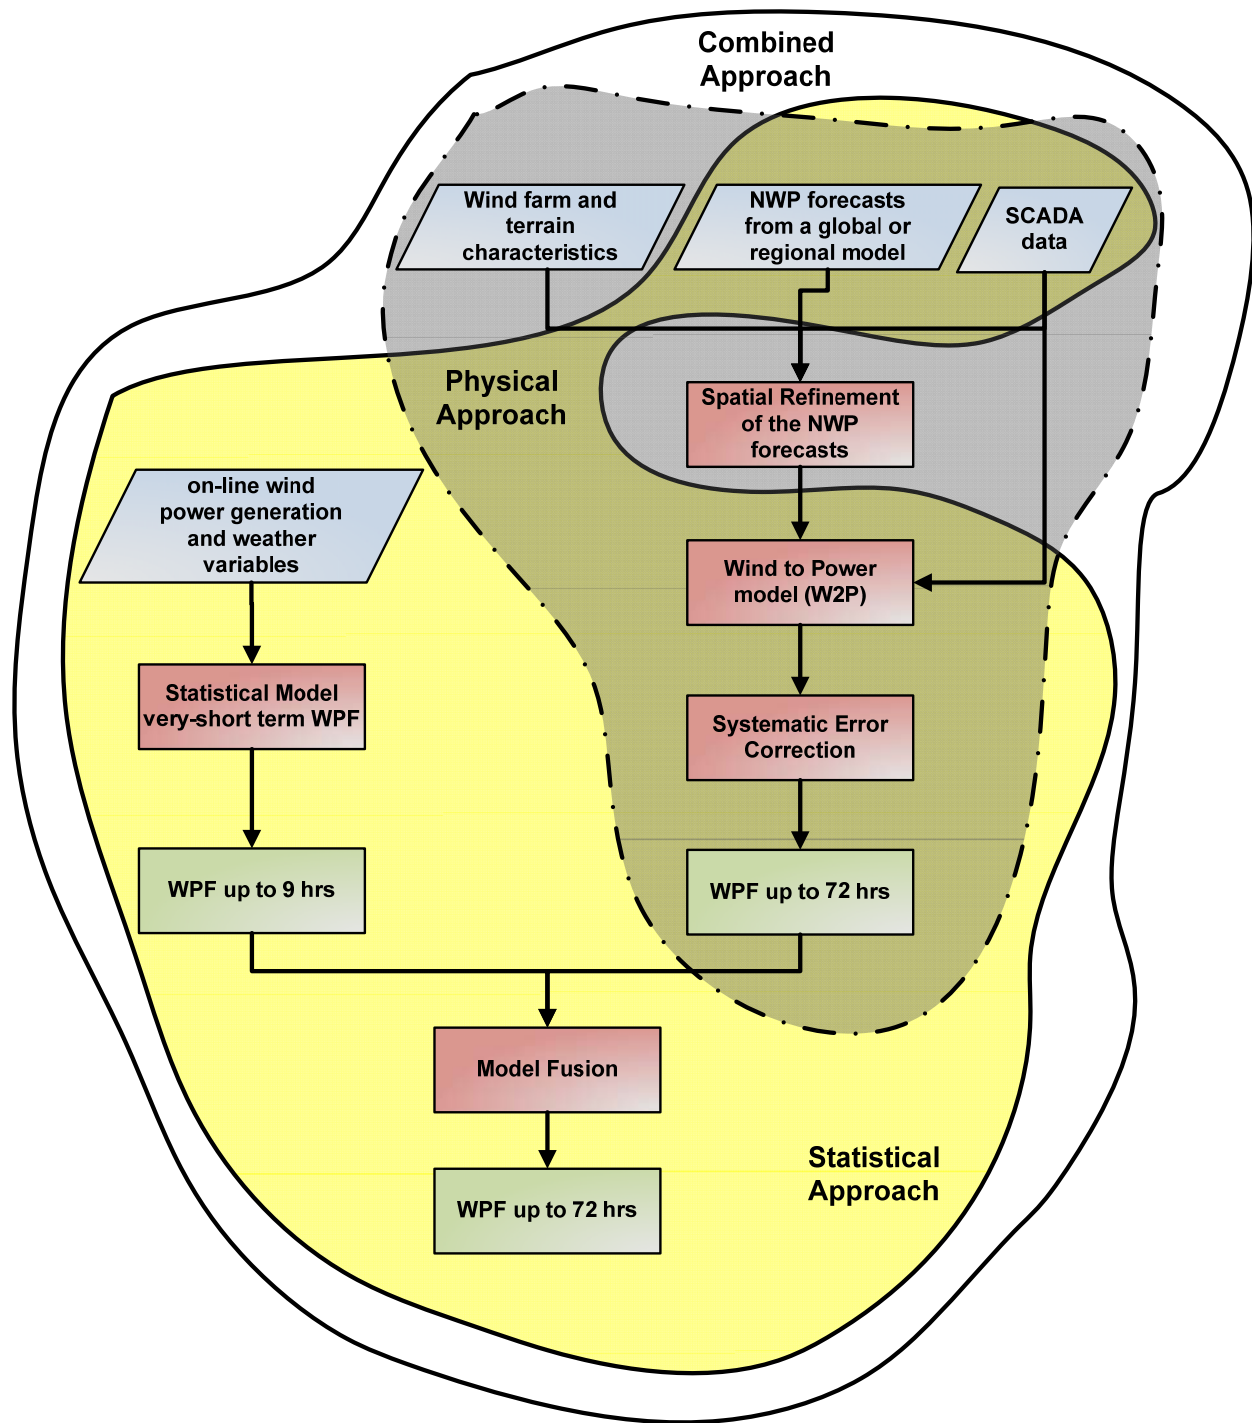 Combined
Approach
Wind farm and
terrain
characteristics
NWP forecasts
from a global or
regional model
SCADA
data
Physical
Approach
Spatial Refinement
of the NWP
forecasts
on-line wind
power generation
and weather
variables
Wind to Power
model (W2P)
Statistical Model
very-short term WPF
Systematic Error
Correction
WPF up to 9 hrs
WPF up to 72 hrs
Model Fusion
Statistical
Approach
WPF up to 72 hrs